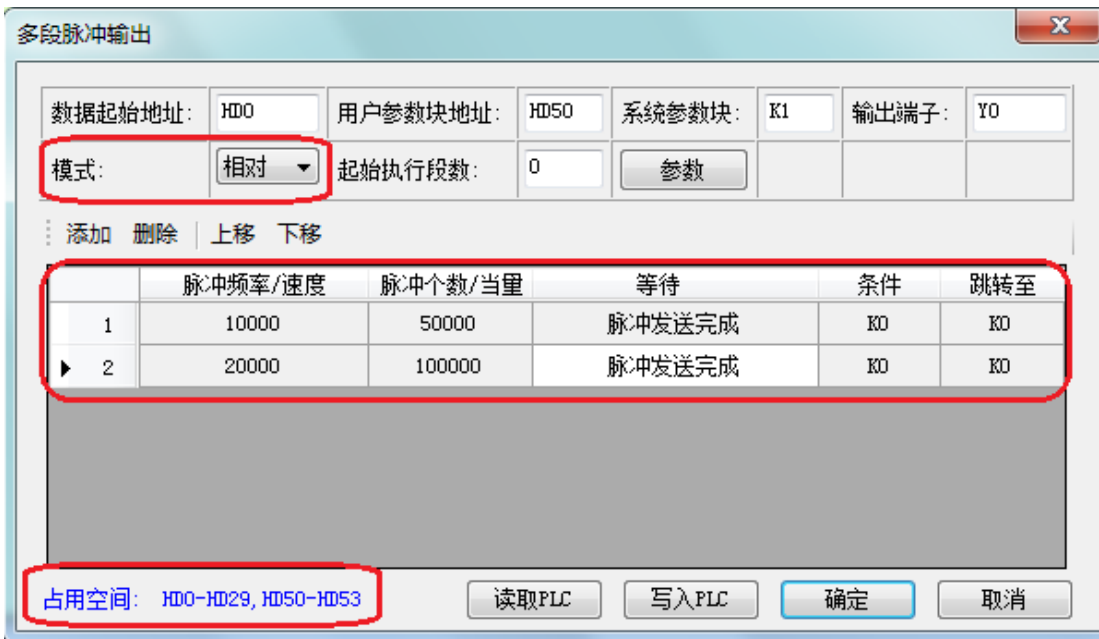 多段脉冲输出
数据起始地址: HD0 用户参数块地址: HD50 系统参数块: K1 输出端子: Y0
模式: 相对 起始执行段数: 0 参数
添加 删除 上移 下移
脉冲频率/速度 脉冲个数/当量 等待 条件 跳转至
1 10000 50000 脉冲发送完成 K0 K0
2 20000 100000 脉冲发送完成 K0 K0
占用空间: HD0-HD29,HD50-HD53 读取PLC 写入PLC 确定 取消